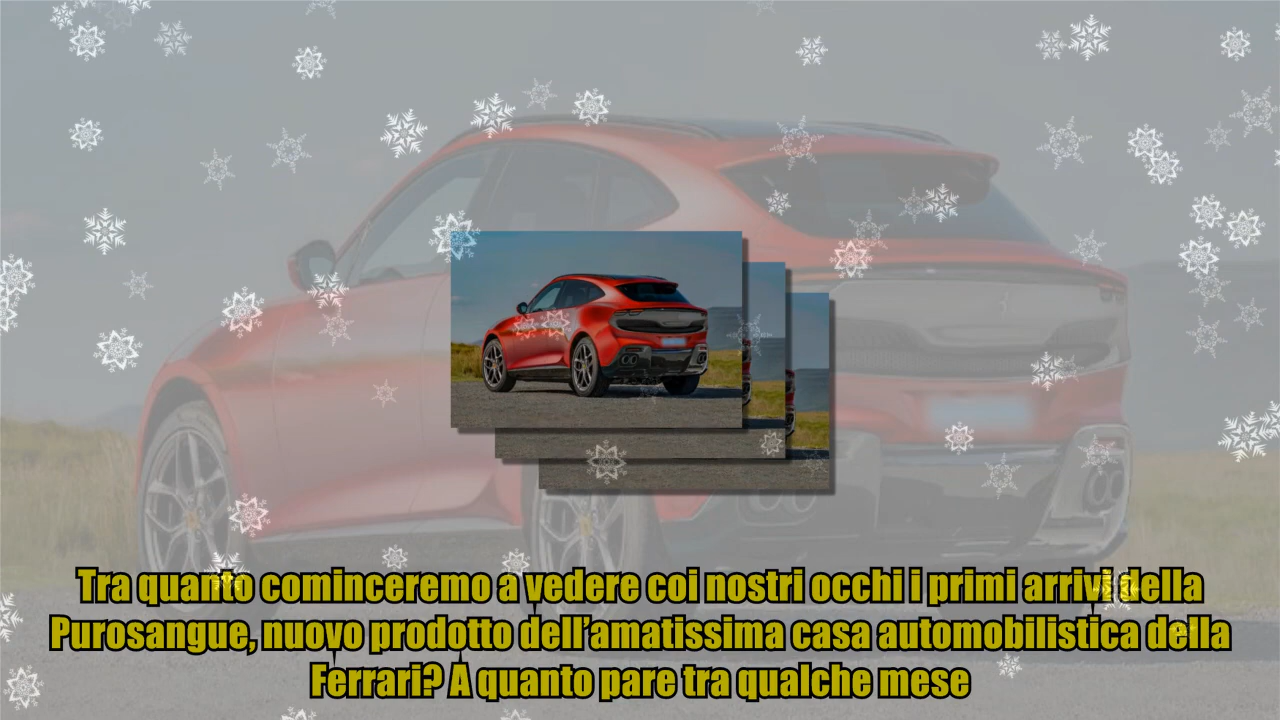 Tra quanto cominceremo a vedere coi nostri occhi i primi arrivi della
Purosangue, nuovo prodotto dell’amatissima casa automobilistica della
Ferrari? A quanto pare tra qualche mese